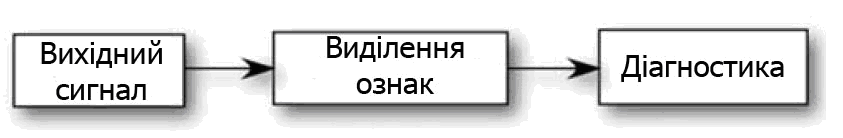 Вихідний
сигнал
Виділення
ознак
Діагностика